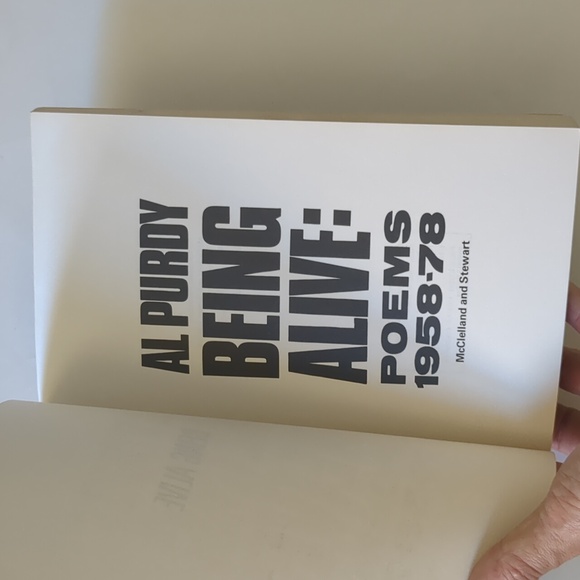 AL PURDY
BEING
ALIVE:
POEMS
1958-78
McClelland and Stewart